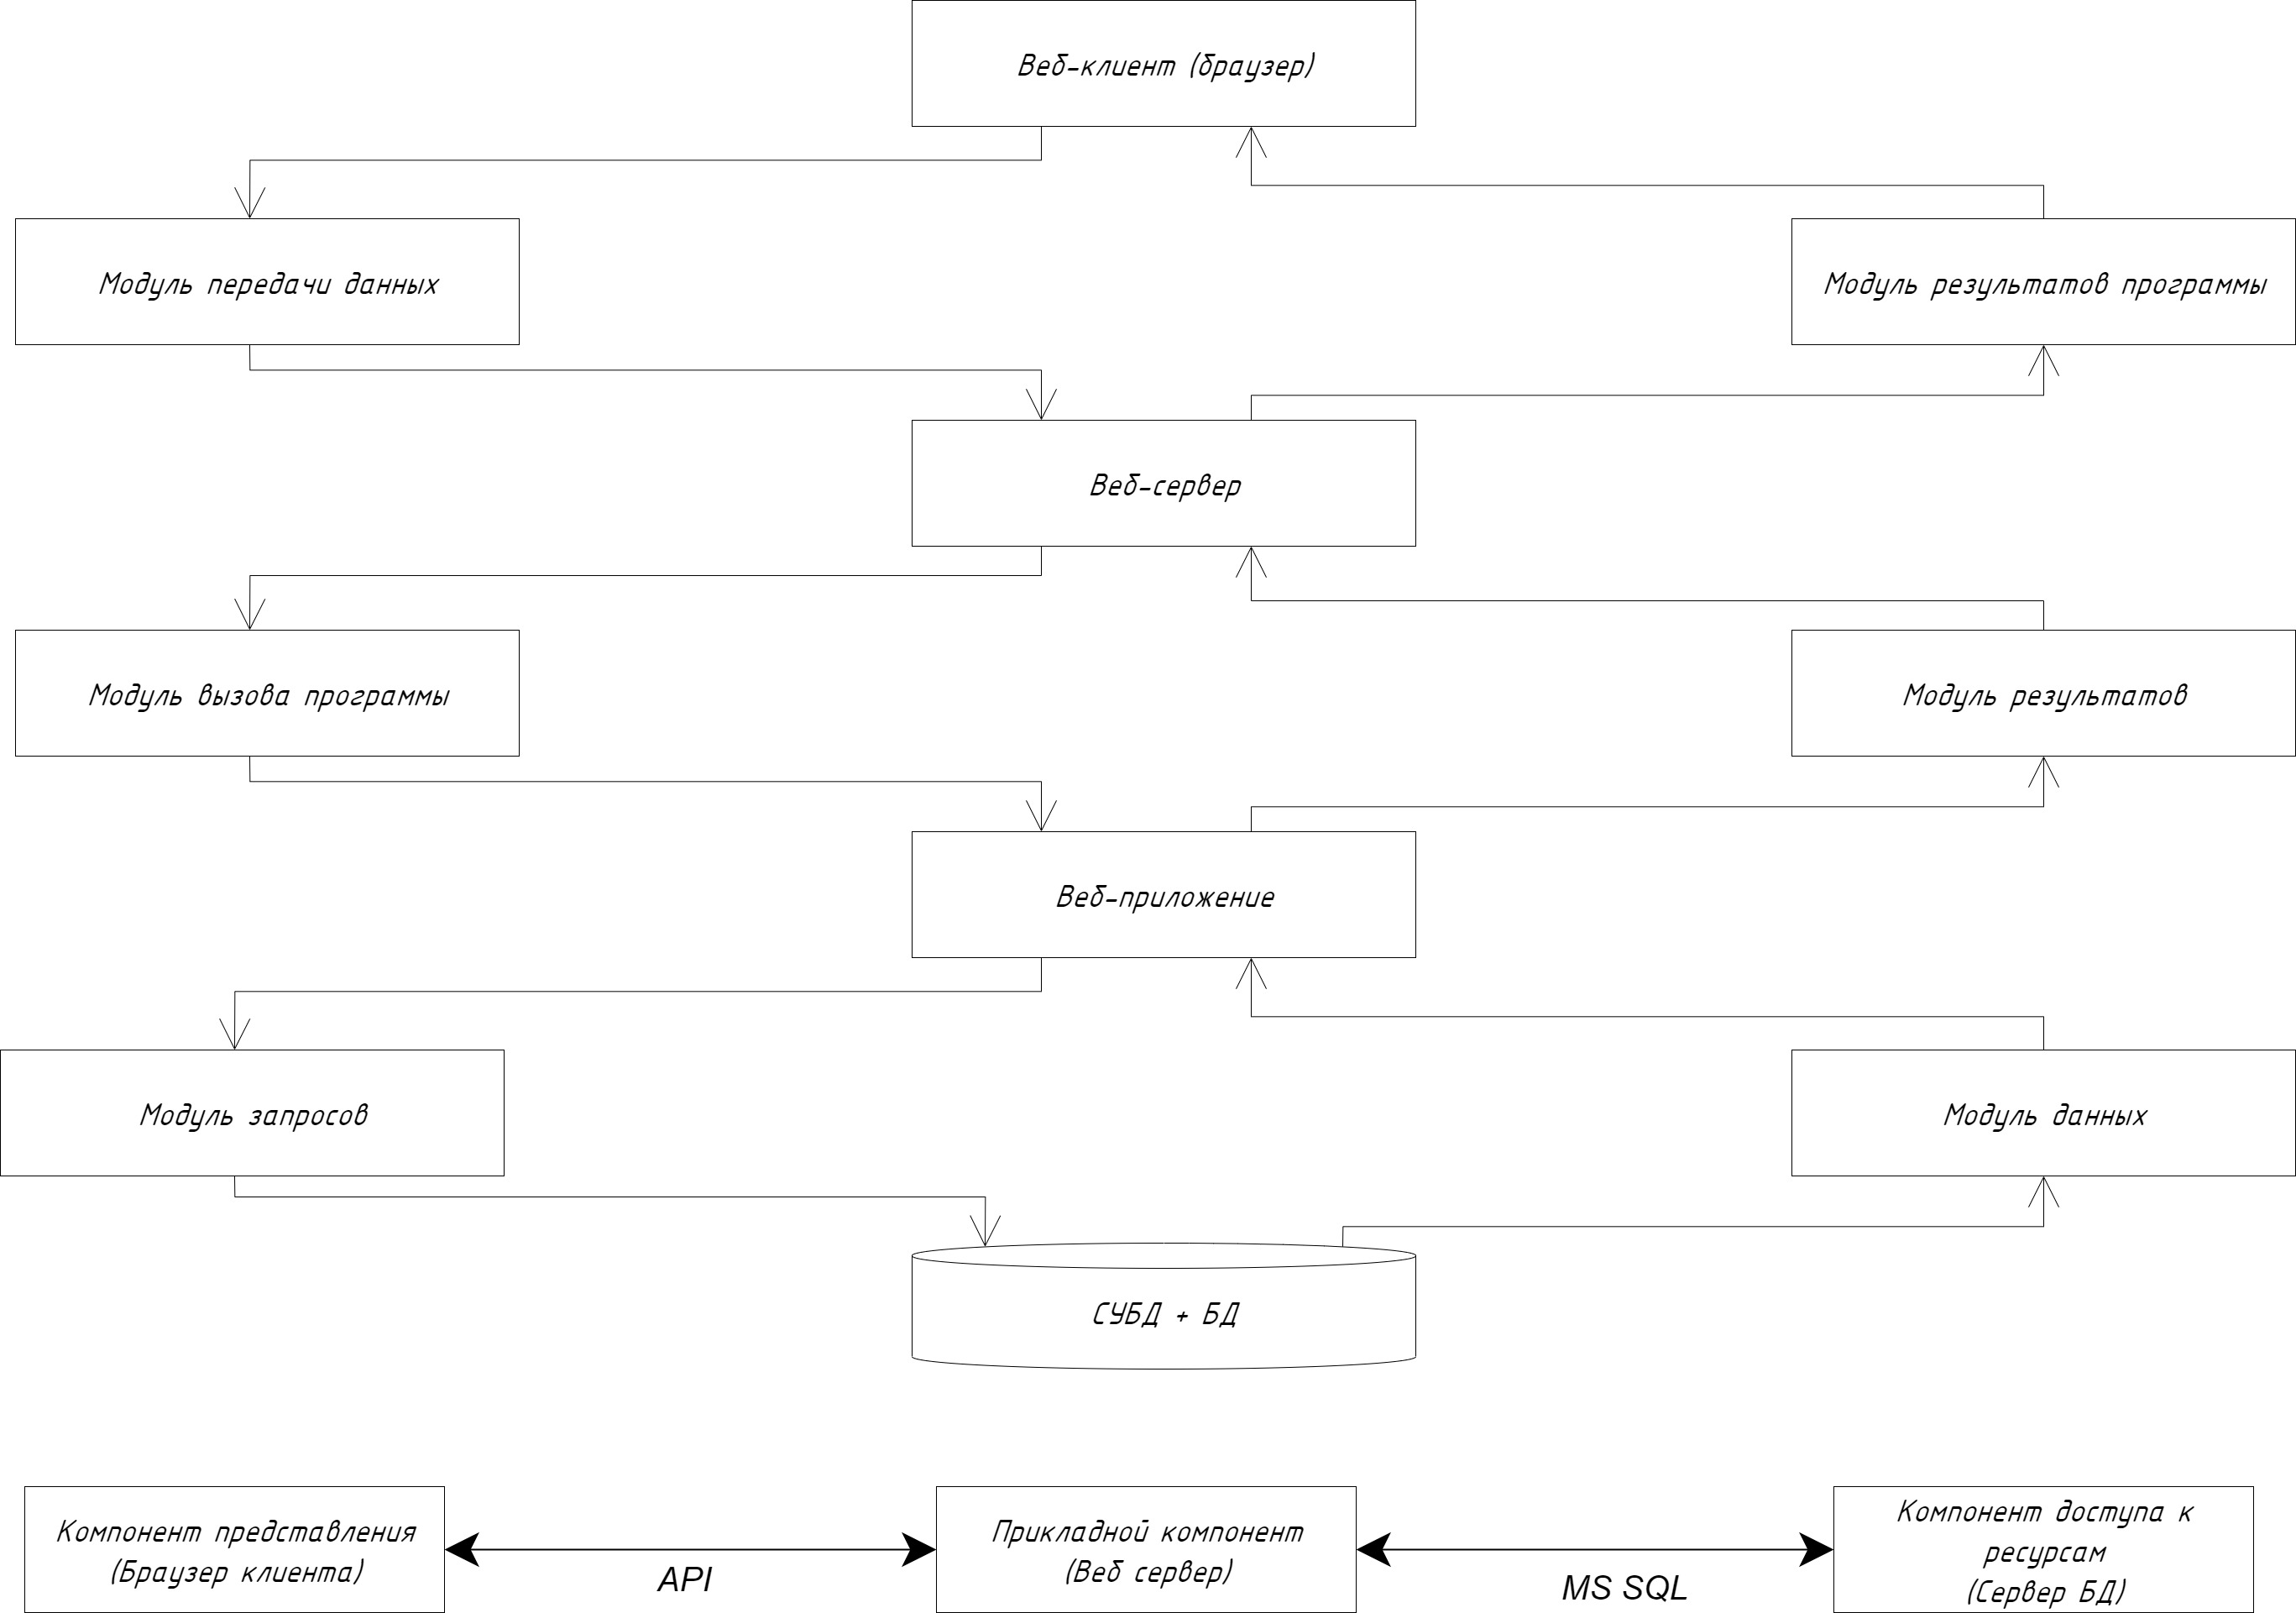 Веб-клиент (браузер)
Модуль передачи данных
Модуль результатов программы
Веб-сервер
Модуль вызова программы
Модуль результатов
Веб-приложение
Модуль запросов
Модуль данных
СУБД + БД
Компонент представления
(Браузер клиента)
API
Прикладной компонент
(Веб сервер)
MS SQL
Компонент доступа к
ресурсам
(Сервер БД)